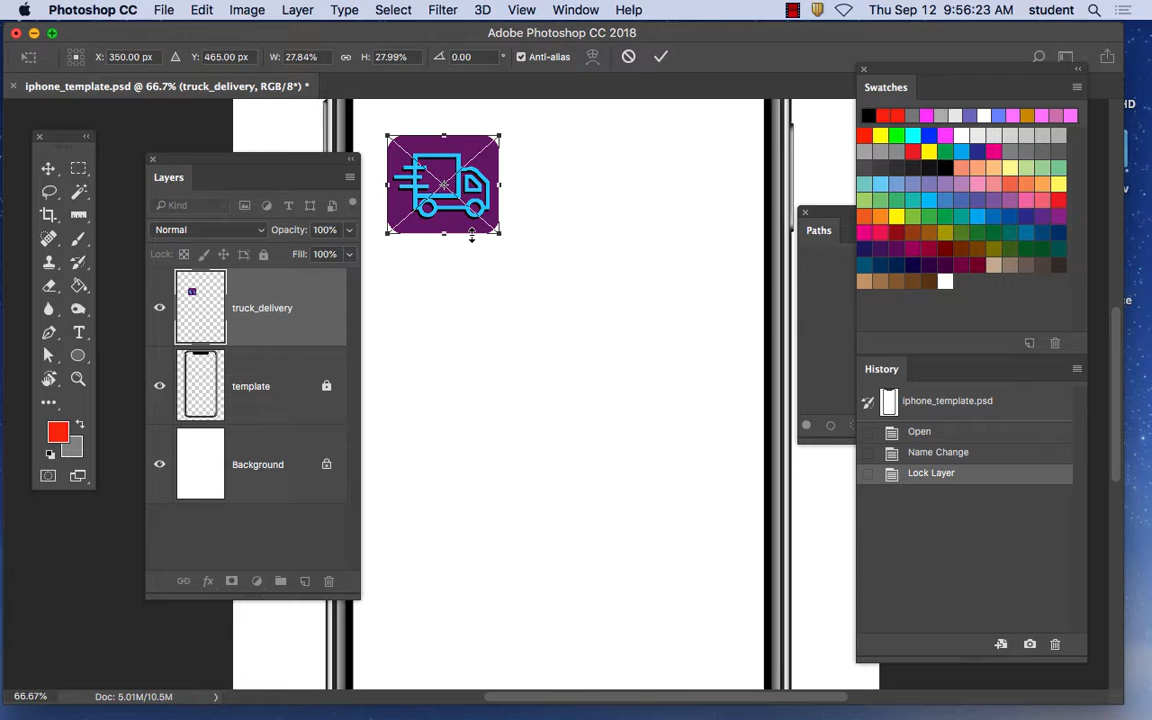 Photoshop CC File Edit Image Layer Type Select Filter 3D View Window Help Thu Sep 12 9:56:23 AM student
Adobe Photoshop CC 2018
X: 350.00 px Y: 465.00 px W: 27.84% H: 27.99% 0.00 ° Anti-alias
iphone_template.psd @ 66.7% (truck_delivery, RGB/8*) *
Swatches
HD
Layers
Kind
Normal Opacity: 100%
Lock: Fill: 100%
truck_delivery
template
Background
Paths
History
iphone_template.psd
Open
Name Change
Lock Layer
66.67% Doc: 5.01M/10.5M